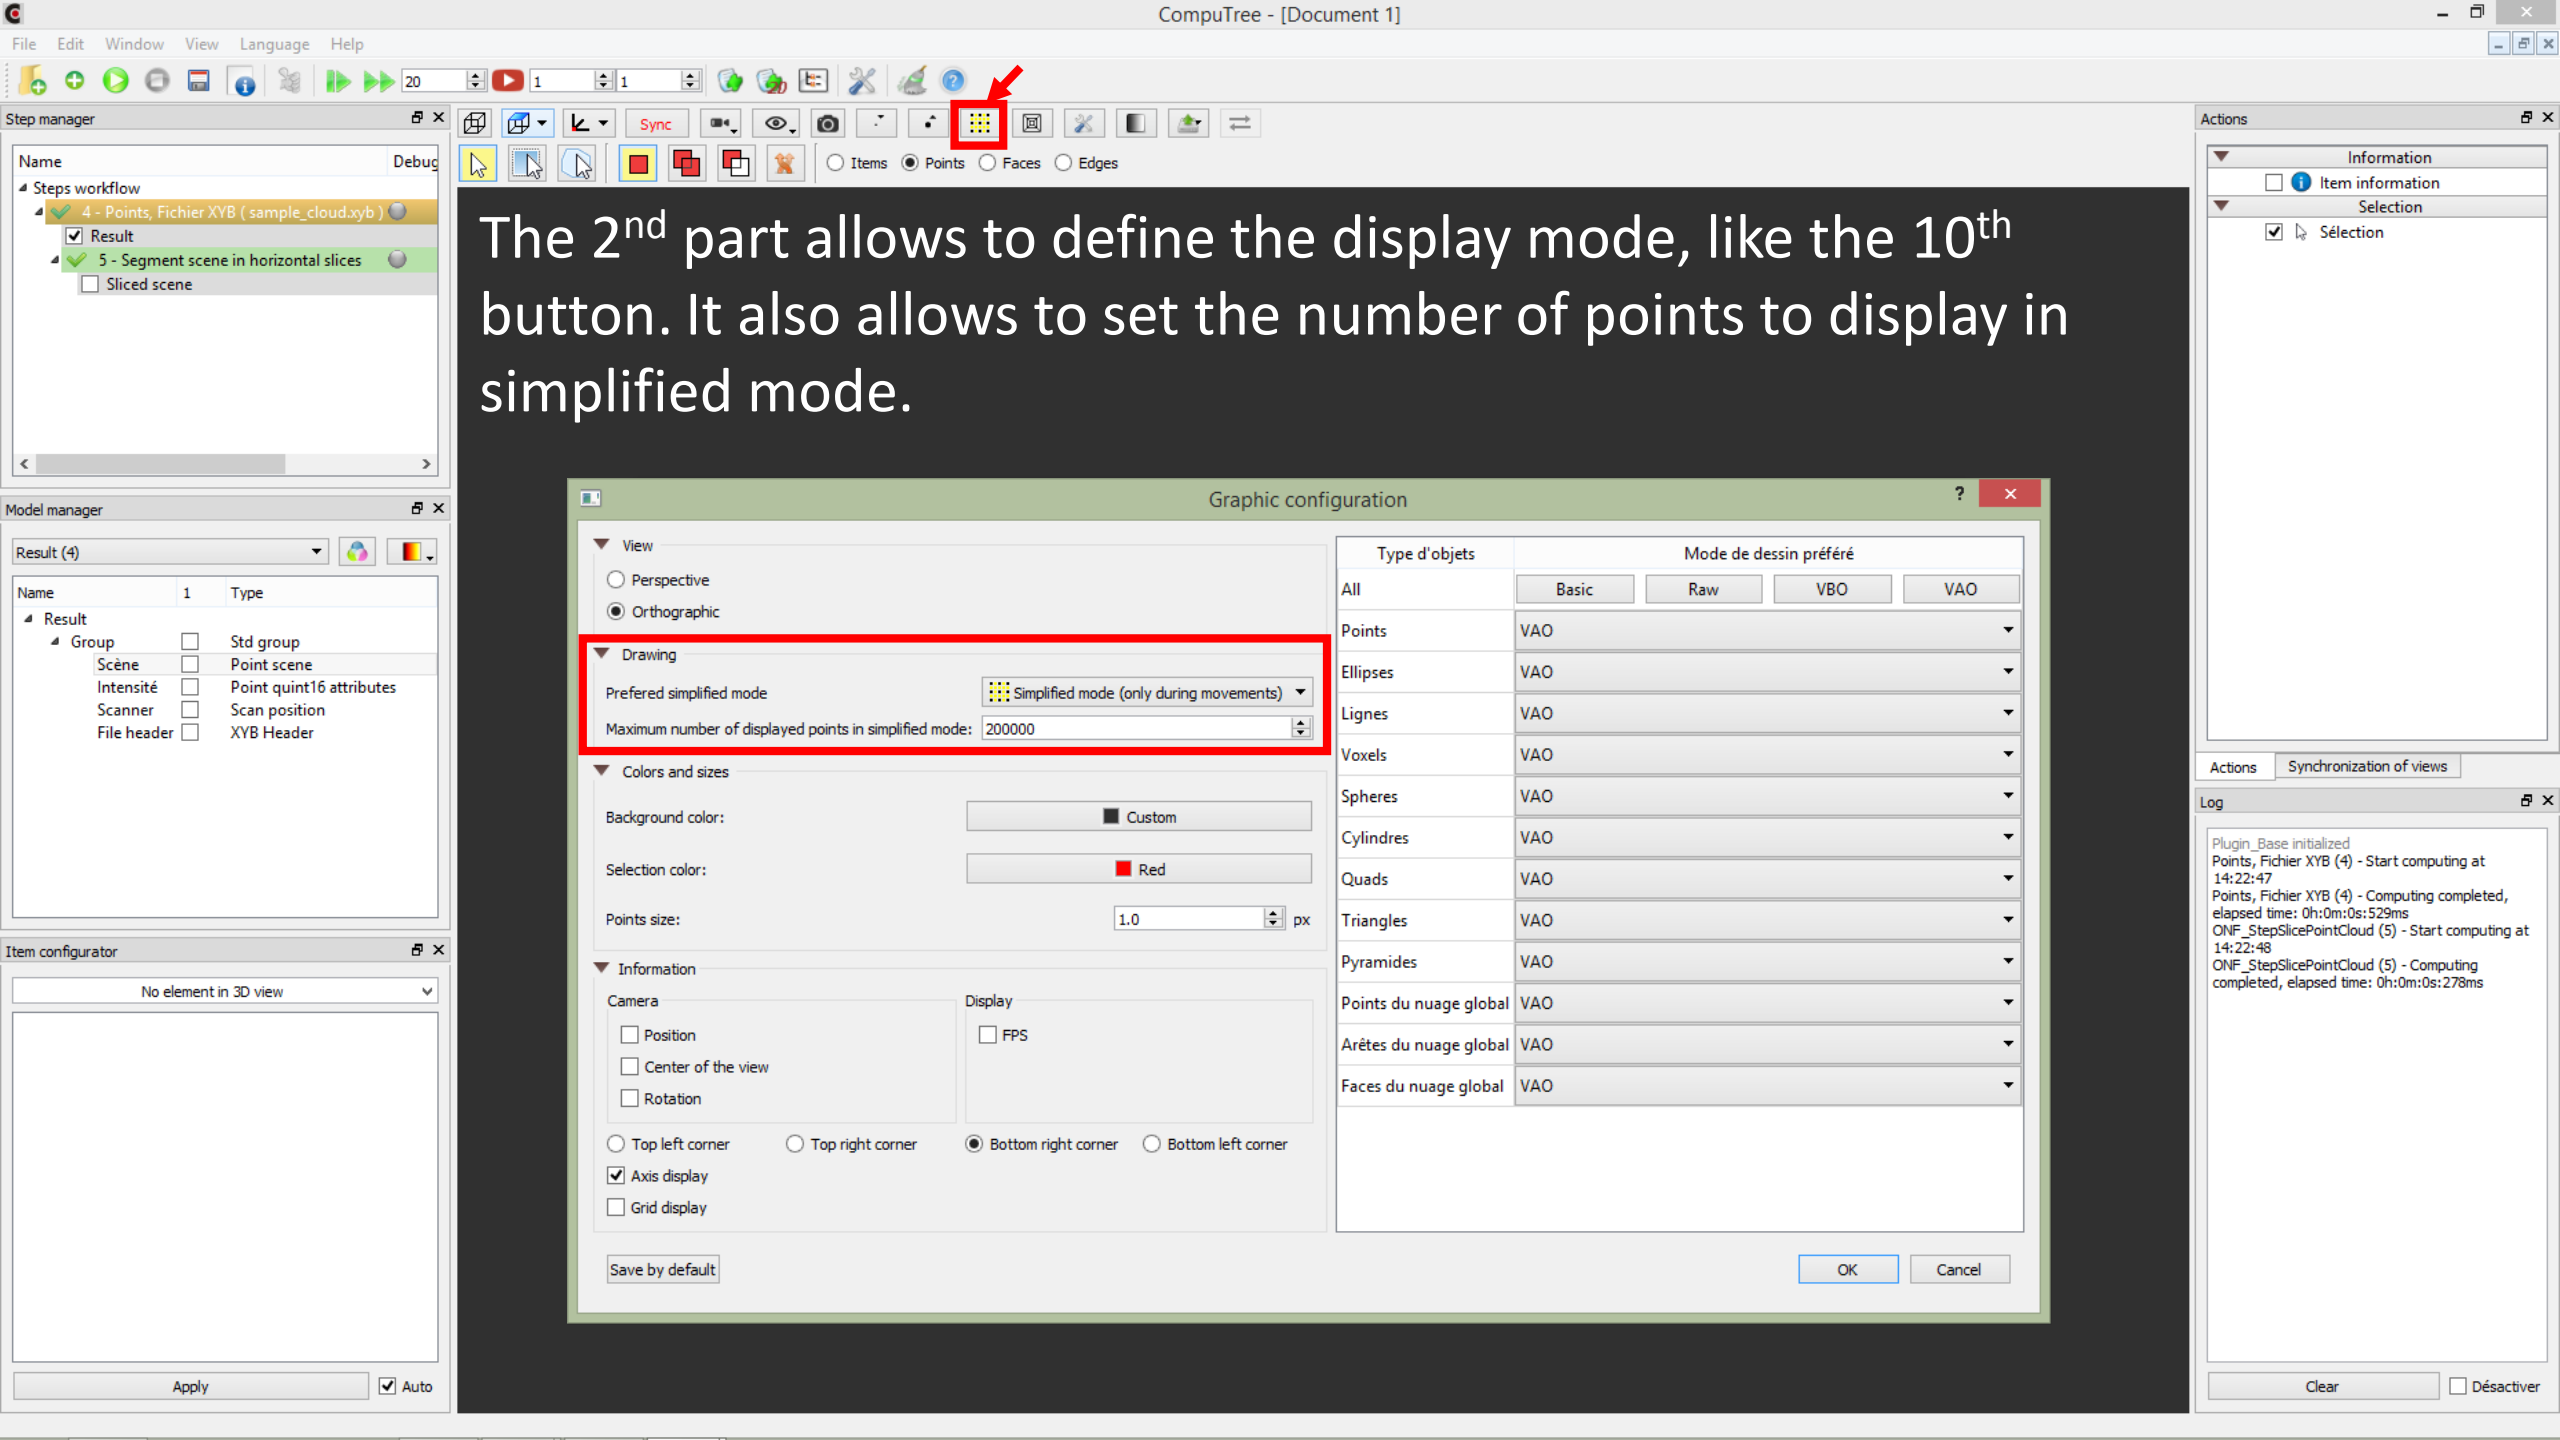 CompuTree - [Document 1]
File Edit Window View Language Help
20 1 1 2D
Step manager
Sync
Actions
Name Debug
Items Points Faces Edges
Steps workflow
4 - Points, Fichier XYB ( sample_cloud.xyb )
Result
5 - Segment scene in horizontal slices
Sliced scene
Information
Item information
Selection
Sélection
The 2nd part allows to define the display mode, like the 10th
button. It also allows to set the number of points to display in
simplified mode.
Model manager
Result (4)
Name 1 Type
Result
Group Std group
Scène Point scene
Intensité Point quint16 attributes
Scanner Scan position
File header XYB Header
Graphic configuration
View
Perspective
Orthographic
Drawing
Prefered simplified mode Simplified mode (only during movements)
Maximum number of displayed points in simplified mode: 200000
Colors and sizes
Background color: Custom
Selection color: Red
Points size: 1.0 px
Information
Camera Display
Position FPS
Center of the view
Rotation
Top left corner Top right corner Bottom right corner Bottom left corner
Axis display
Grid display
Save by default
Type d'objets Mode de dessin préféré
All Basic Raw VBO VAO
Points VAO
Ellipses VAO
Lignes VAO
Voxels VAO
Spheres VAO
Cylindres VAO
Quads VAO
Triangles VAO
Pyramides VAO
Points du nuage global VAO
Arêtes du nuage global VAO
Faces du nuage global VAO
OK Cancel
Item configurator
No element in 3D view
Apply Auto
Actions Synchronization of views
Log
Plugin_Base initialized
Points, Fichier XYB (4) - Start computing at
14:22:47
Points, Fichier XYB (4) - Computing completed,
elapsed time: 0h:0m:0s:529ms
ONF_StepSlicePointCloud (5) - Start computing at
14:22:48
ONF_StepSlicePointCloud (5) - Computing
completed, elapsed time: 0h:0m:0s:278ms
Clear Désactiver